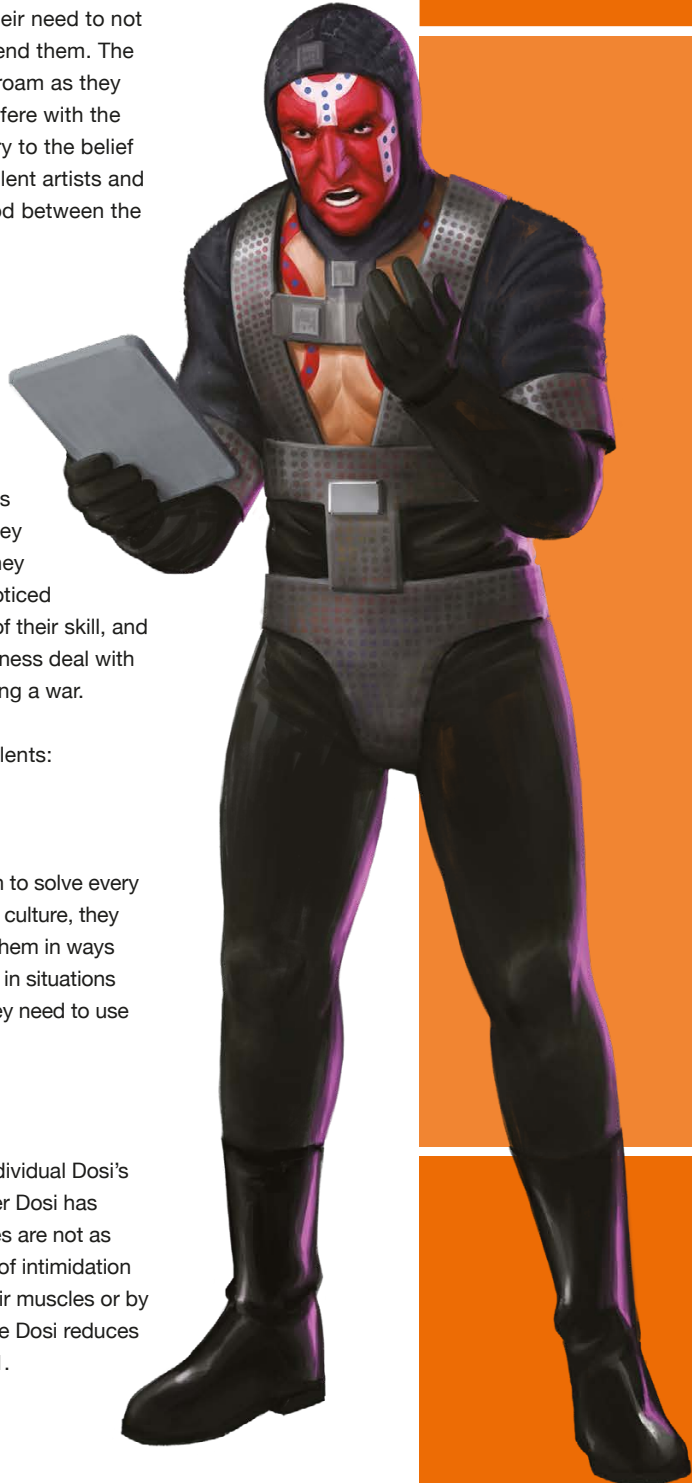 eir need to not
end them. The
roam as they
fere with the
ry to the belief
lent artists and
od between the
s
ey
hey
oticed
of their skill, and
ness deal with
ing a war.
lents:
n to solve every
culture, they
hem in ways
in situations
ey need to use
dividual Dosi’s
er Dosi has
es are not as
of intimidation
ir muscles or by
e Dosi reduces
.